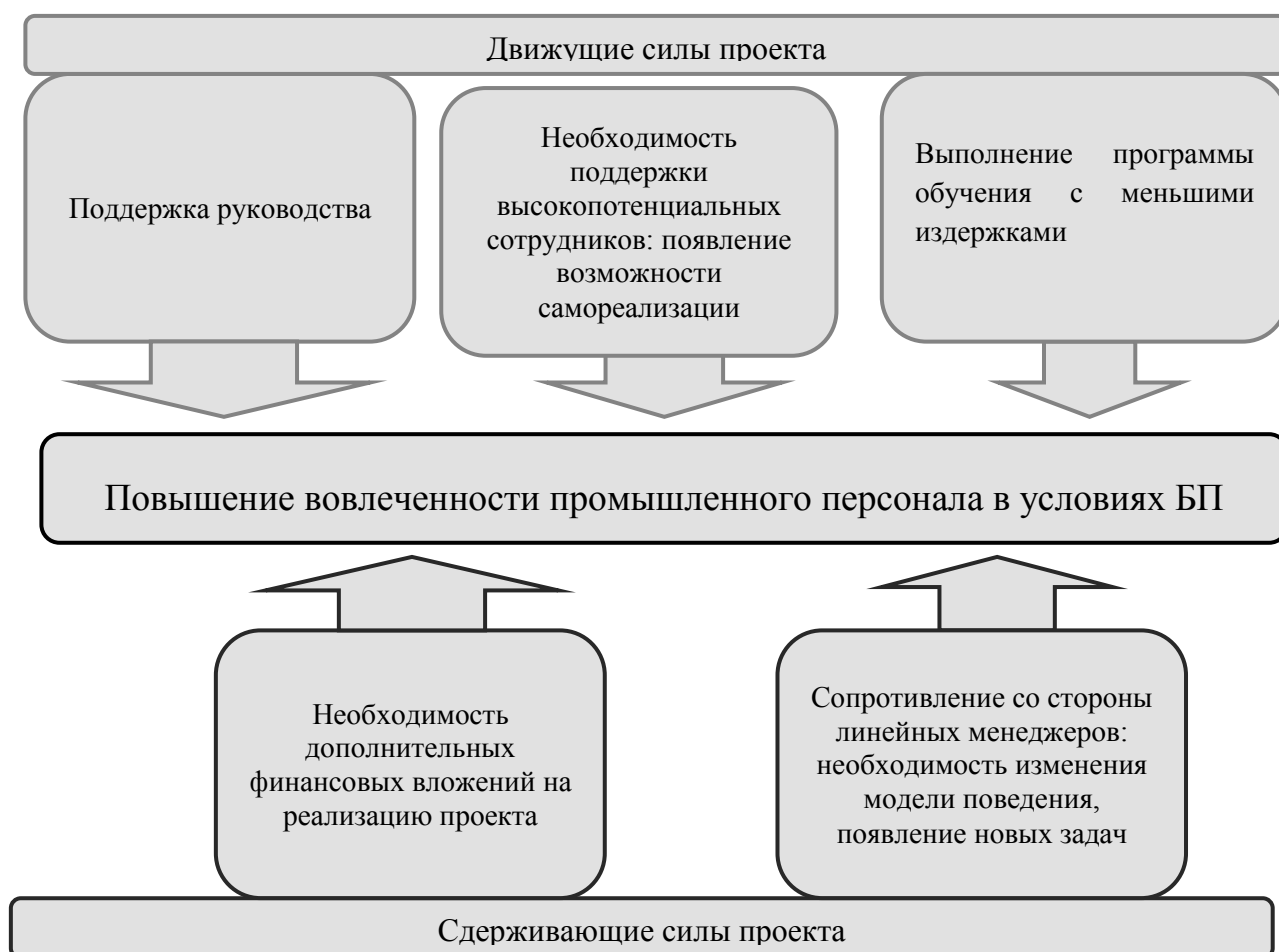 Движущие силы проекта
Поддержка руководства
Необходимость
поддержки
высокопотенциальных
сотрудников: появление
возможности
самореализации
Выполнение программы
обучения с меньшими
издержками
Повышение вовлеченности промышленного персонала в условиях БП
Необходимость
дополнительных
финансовых вложений на
реализацию проекта
Сопротивление со стороны
линейных менеджеров:
необходимость изменения
модели поведения,
появление новых задач
Сдерживающие силы проекта